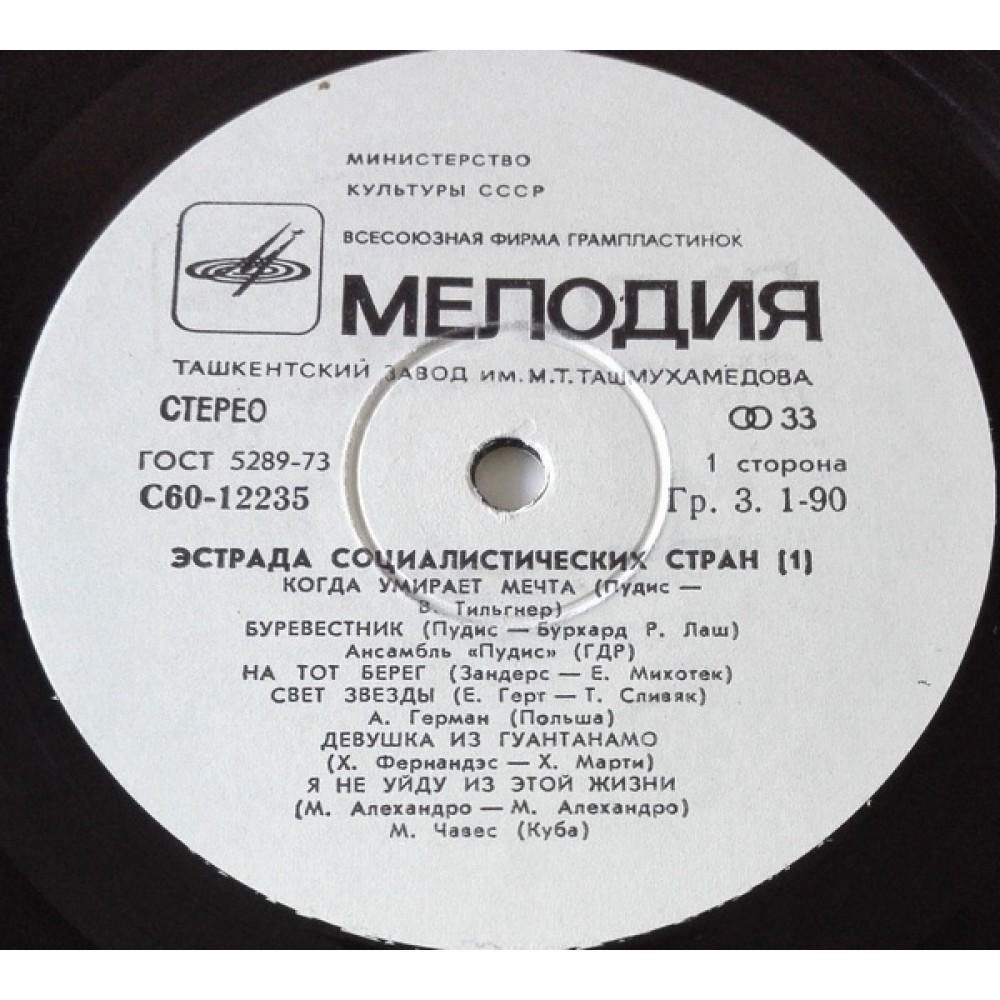 МИНИСТЕРСТВО
КУЛЬТУРЫ СССР
ВСЕСОЮЗНАЯ ФИРМА ГРАМПЛАСТИНОК
МЕЛОДИЯ
ТАШКЕНТСКИЙ ЗАВОД ИМ. М.Т. ТАШМУХАМЕДОВА
СТЕРЕО
33
ГОСТ 5289-73
1 сторона
С60-12235
Гр. 3. 1-90
ЭСТРАДА СОЦИАЛИСТИЧЕСКИХ СТРАН (1)
КОГДА УМИРАЕТ МЕЧТА (Пудис —
В. Тильгнер)
БУРЕВЕСТНИК (Пудис — Буркард Р. Лаш)
Ансамбль «Пудис» (ГДР)
НА ТОТ БЕРЕГ (Зандерс — Е. Михотек)
СВЕТ ЗВЕЗДЫ (Е. Герт — Т. Сливяк)
А. Герман (Польша)
ДЕВУШКА ИЗ ГУАНТАНАМО
(Х. Фернандэс — Х. Марти)
Я НЕ УЙДУ ИЗ ЭТОЙ ЖИЗНИ
(М. Алехандро — М. Алехандро)
М. Чавес (Куба)